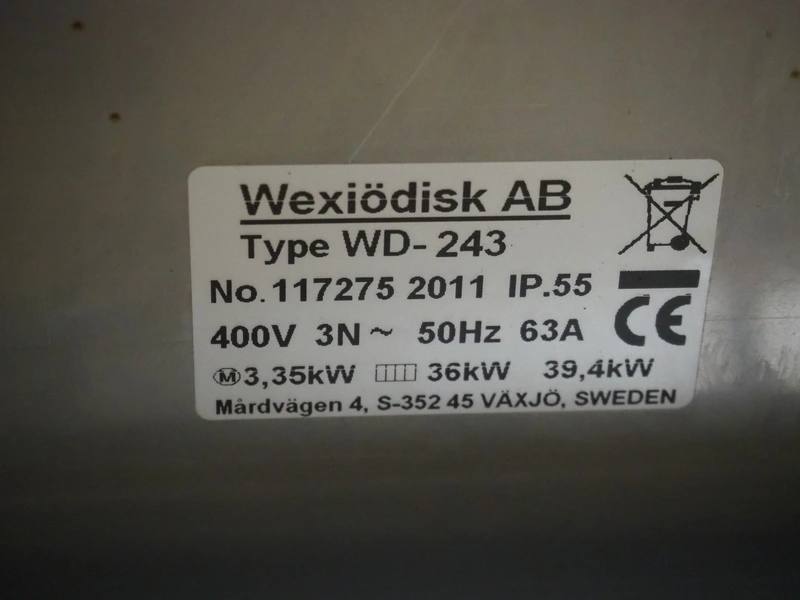 Wexiödisk AB
Type WD-243
No.117275 2011 IP.55
400V 3N~ 50Hz 63A
M 3,35kW 36kW 39,4kW
Mårdvägen 4, S-352 45 VÄXJÖ, SWEDEN
CE